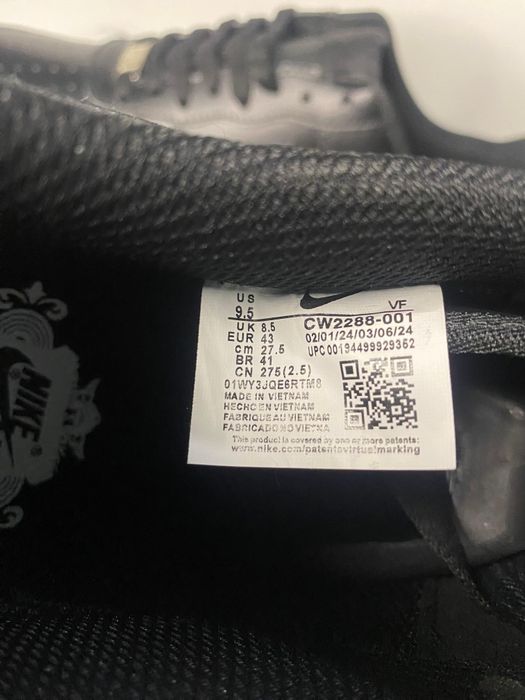 US
9.5
UK 8.5
EUR 43
cm 27.5
BR 41
CN 275(2.5)
VF
CW2288-001
02/01/24/03/06/24
UPC 00194499929352
01WY3JQE6RTM8
MADE IN VIETNAM
HECHO EN VIETNAM
FABRIQUE AU VIETNAM
FABRICADO NO VIETNA
This product is covered by one or more patents:
www.nike.com/patentsvirtualmarking
NIKE